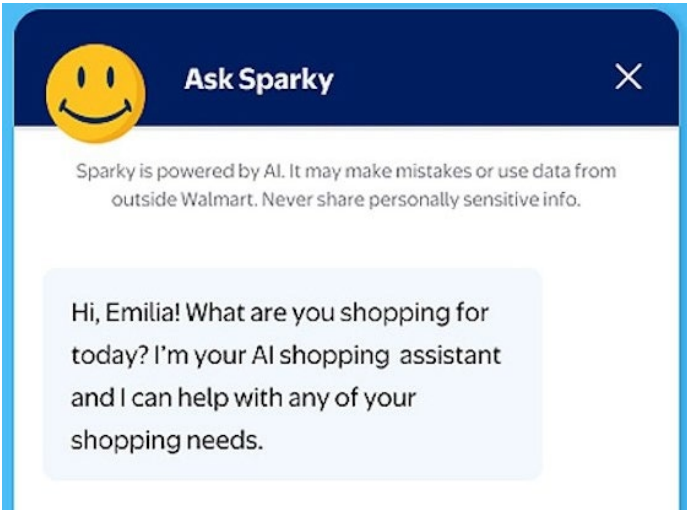 Ask Sparky
Sparky is powered by AI. It may make mistakes or use data from
outside Walmart. Never share personally sensitive info.
Hi, Emilia! What are you shopping for
today? I'm your AI shopping assistant
and I can help with any of your
shopping needs.